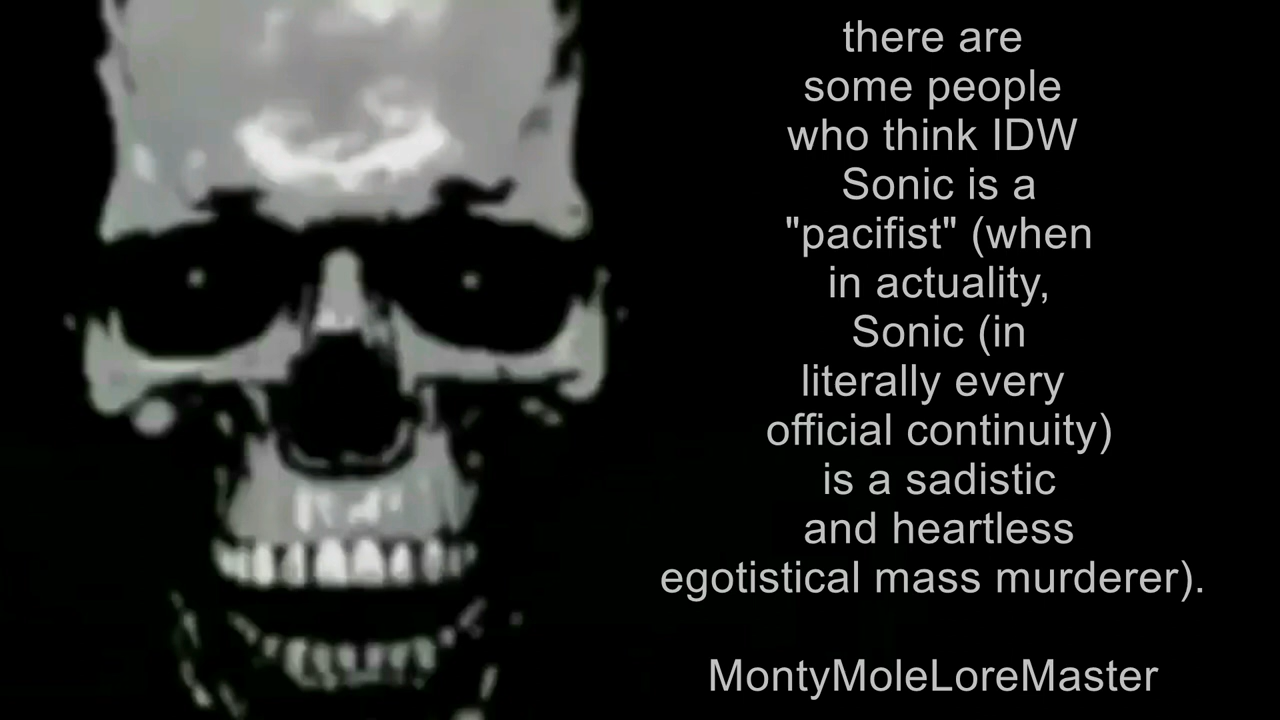 there are
some people
who think IDW
Sonic is a
"pacifist" (when
in actuality,
Sonic (in
literally every
official continuity)
is a sadistic
and heartless
egotistical mass murderer).
MontyMoleLoreMaster